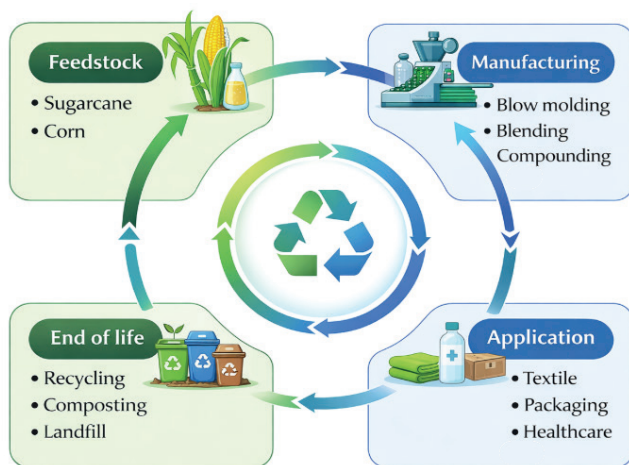 Feedstock
• Sugarcane
• Corn
Manufacturing
• Blow molding
• Blending
Compounding
End of life
• Recycling
• Composting
• Landfill
Application
• Textile
• Packaging
• Healthcare